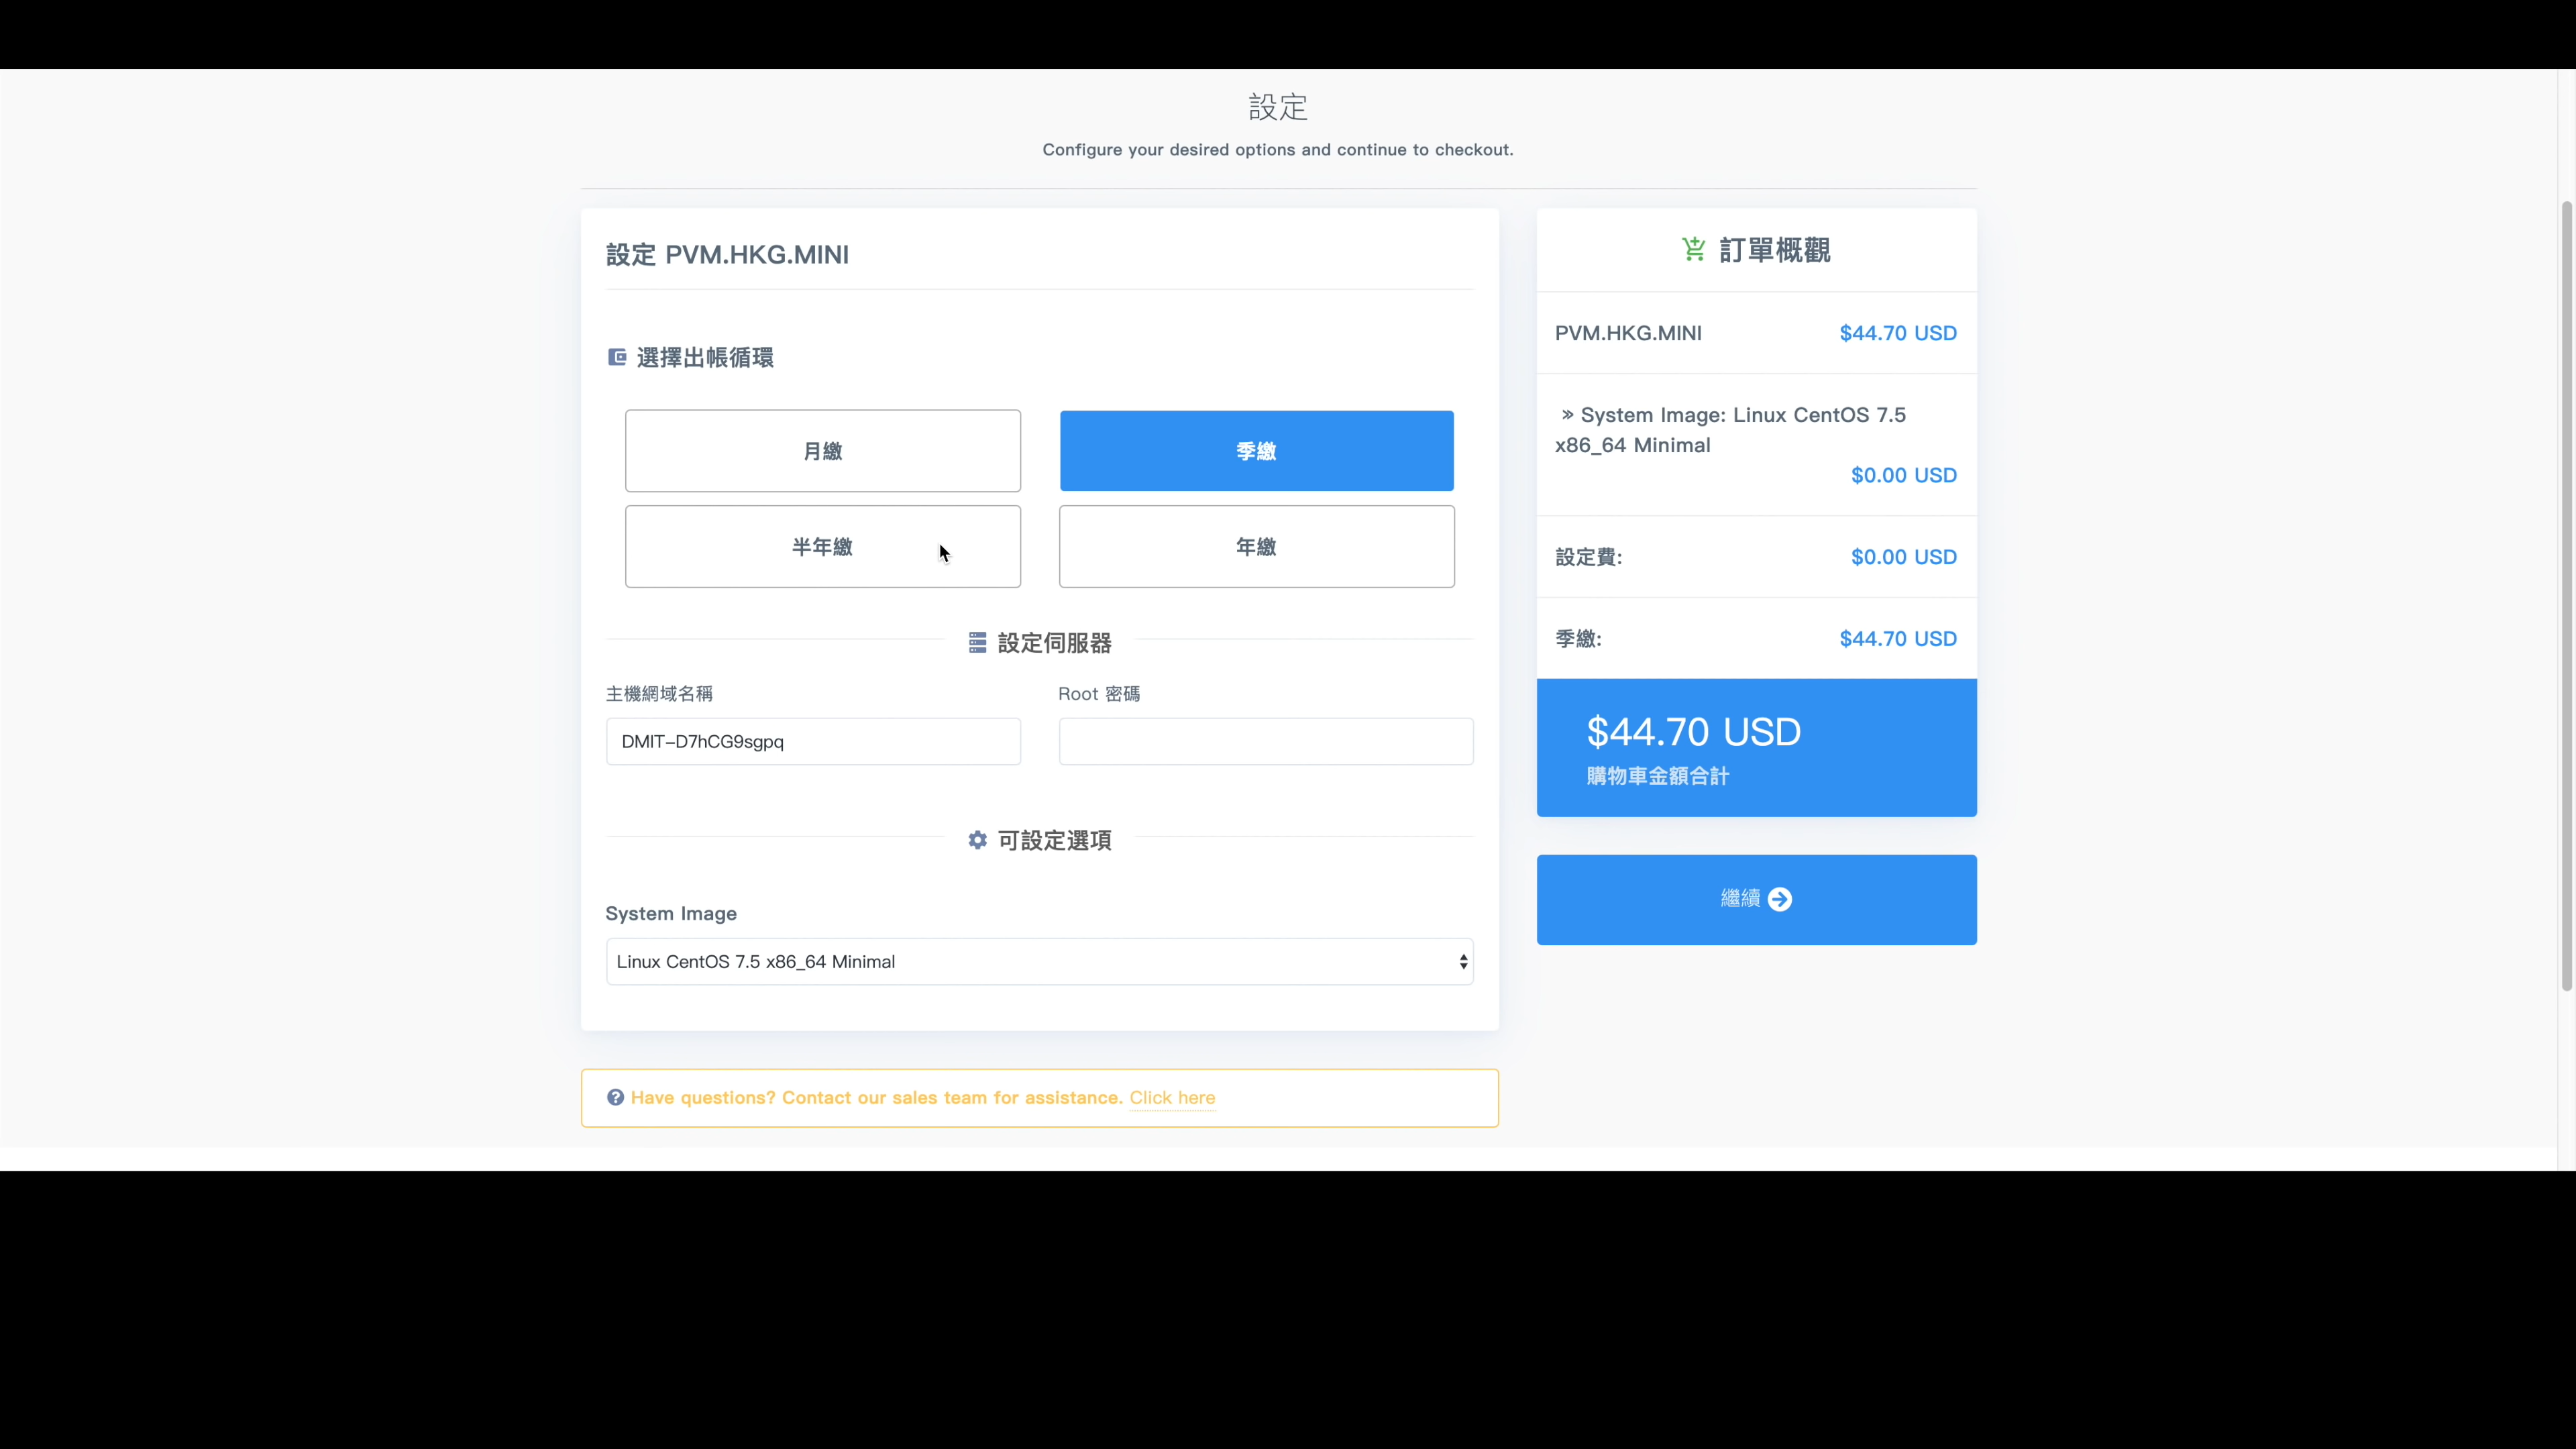 設定
Configure your desired options and continue to checkout.
設定 PVM.HKG.MINI
選擇出帳循環
月繳
季繳
半年繳
年繳
設定伺服器
主機網域名稱
Root 密碼
DMIT-D7hCG9sgpq
可設定選項
System Image
Linux CentOS 7.5 x86_64 Minimal
Have questions? Contact our sales team for assistance. Click here
訂單概觀
PVM.HKG.MINI $44.70 USD
» System Image: Linux CentOS 7.5
x86_64 Minimal
$0.00 USD
設定費: $0.00 USD
季繳: $44.70 USD
$44.70 USD
購物車金額合計
繼續